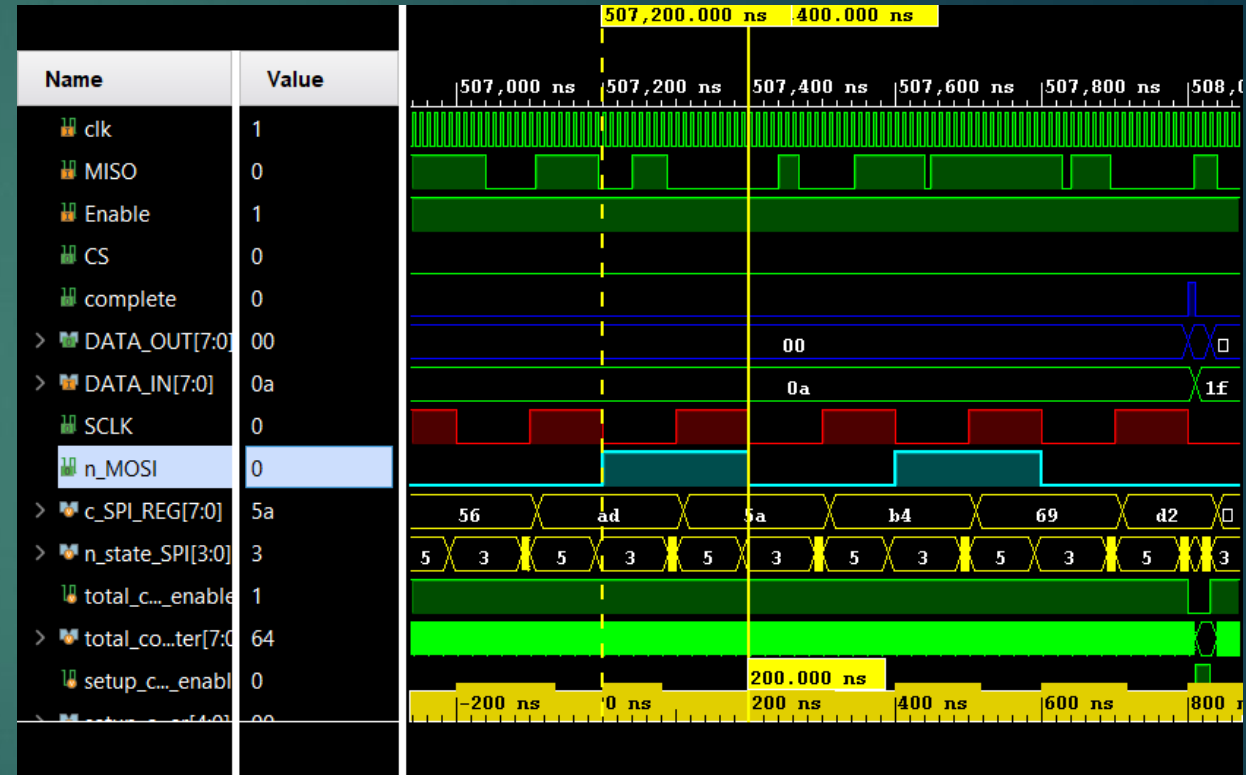 507,200.000 ns .400.000 ns
Name Value
507,000 ns 507,200 ns 507,400 ns 507,600 ns 507,800 ns 508,0
clk 1
MISO 0
Enable 1
CS 0
complete 0
DATA_OUT[7:0] 00 00
DATA_IN[7:0] 0a 0a 1f
SCLK 0
n_MOSI 0
c_SPI_REG[7:0] 5a 56 ad 5a b4 69 d2
n_state_SPI[3:0] 3 5 3 5 3 5 3 5 3 5 3 5 3
total_c..._enable 1
total_co...ter[7:0 64
setup_c..._enabl 0
200.000 ns
-200 ns 0 ns 200 ns 400 ns 600 ns 800 n